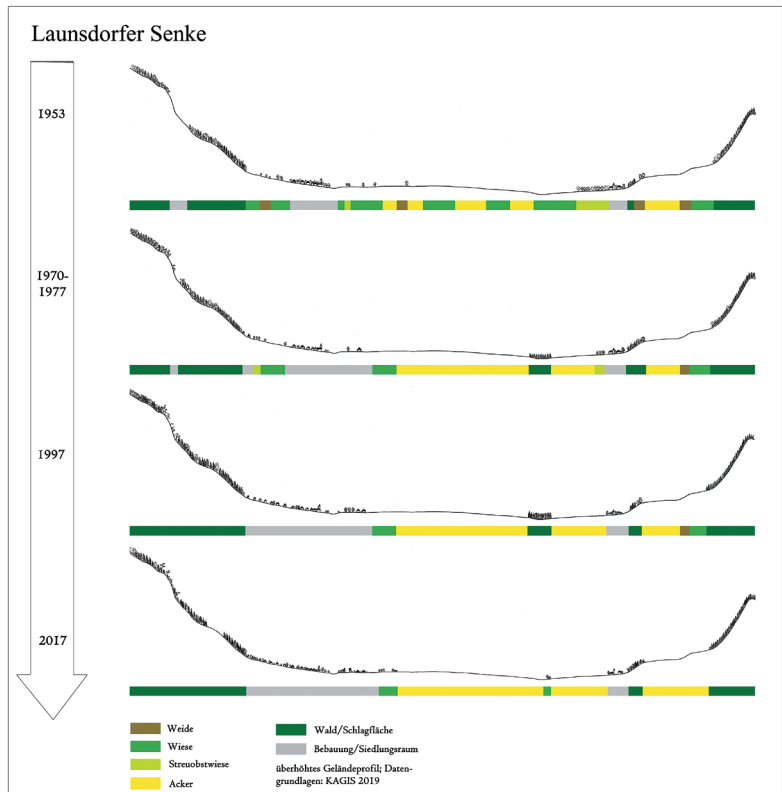 Launsdorfer Senke
1953
1970-
1977
1997
2017
Weide
Wiese
Streuobstwiese
Acker
Wald/Schlagfläche
Bebauung/Siedlungsraum
überhöhtes Geländeprofil; Daten-
grundlagen: KAGIS 2019